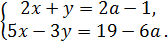 2x + y = 2a − 1,
5x − 3y = 19 − 6a.